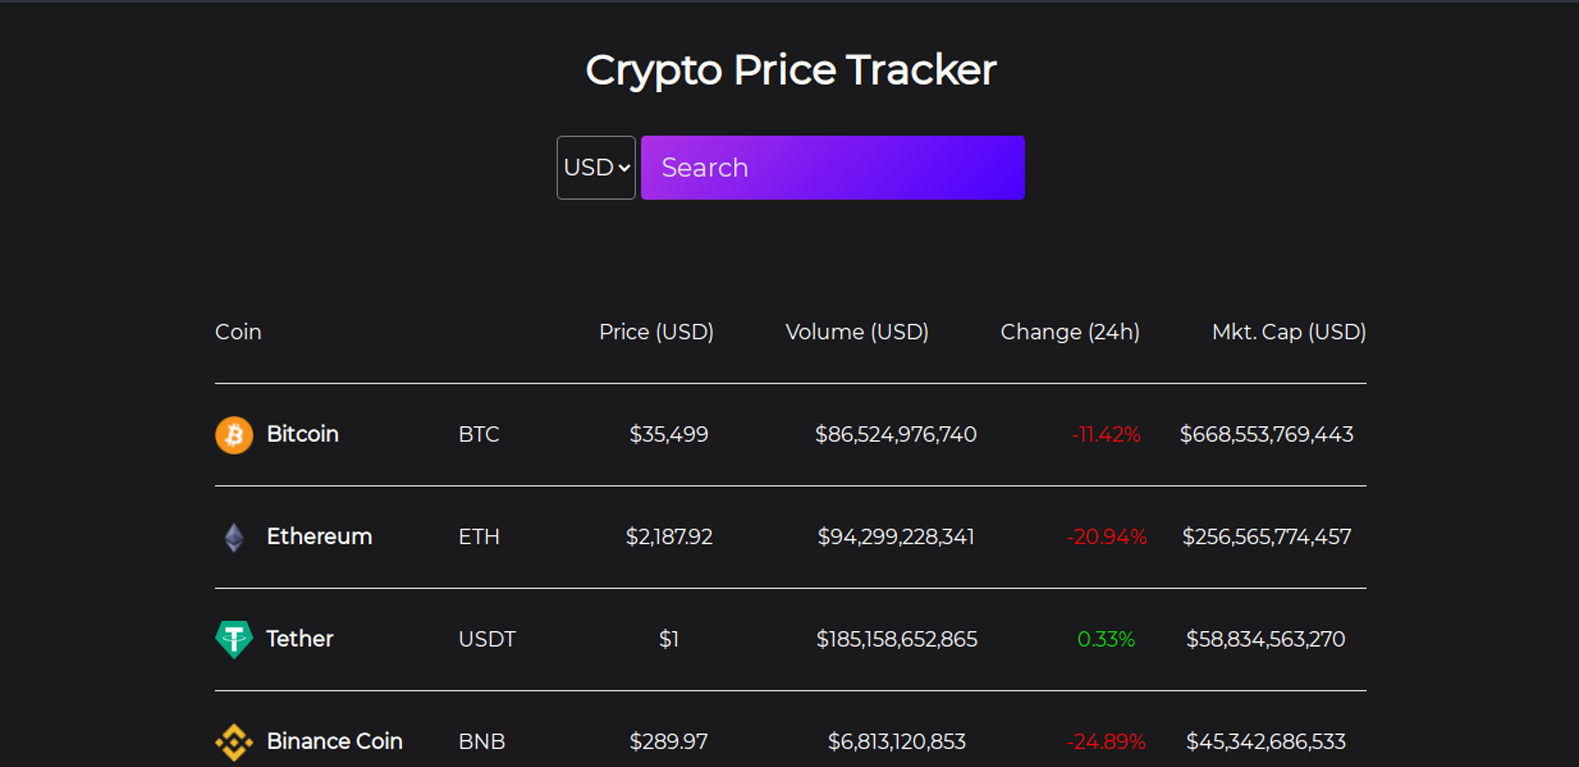 Crypto Price Tracker
USD Search
Coin Price (USD) Volume (USD) Change (24h) Mkt. Cap (USD)
Bitcoin BTC $35,499 $86,524,976,740 -11.42% $668,553,769,443
Ethereum ETH $2,187.92 $94,299,228,341 -20.94% $256,565,774,457
Tether USDT $1 $185,158,652,865 0.33% $58,834,563,270
Binance Coin BNB $289.97 $6,813,120,853 -24.89% $45,342,686,533